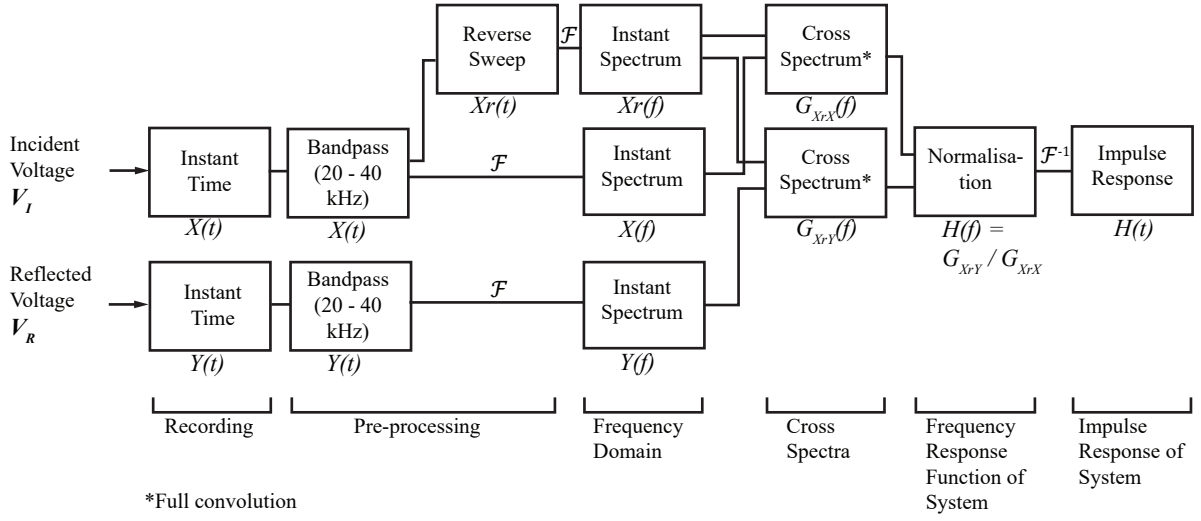 Reverse
Sweep
Xr(t)
ℱ
Instant
Spectrum
Xr(f)
Cross
Spectrum*
G_XrX(f)
Incident
Voltage
V_I
Instant
Time
X(t)
Bandpass
(20 - 40
kHz)
X(t)
ℱ
Instant
Spectrum
X(f)
Cross
Spectrum*
G_XrY(f)
Normalisa-
tion
H(f) =
G_XrY / G_XrX
ℱ-1
Impulse
Response
H(t)
Reflected
Voltage
V_R
Instant
Time
Y(t)
Bandpass
(20 - 40
kHz)
Y(t)
ℱ
Instant
Spectrum
Y(f)
Recording
Pre-processing
Frequency
Domain
Cross
Spectra
Frequency
Response
Function of
System
Impulse
Response of
System
*Full convolution